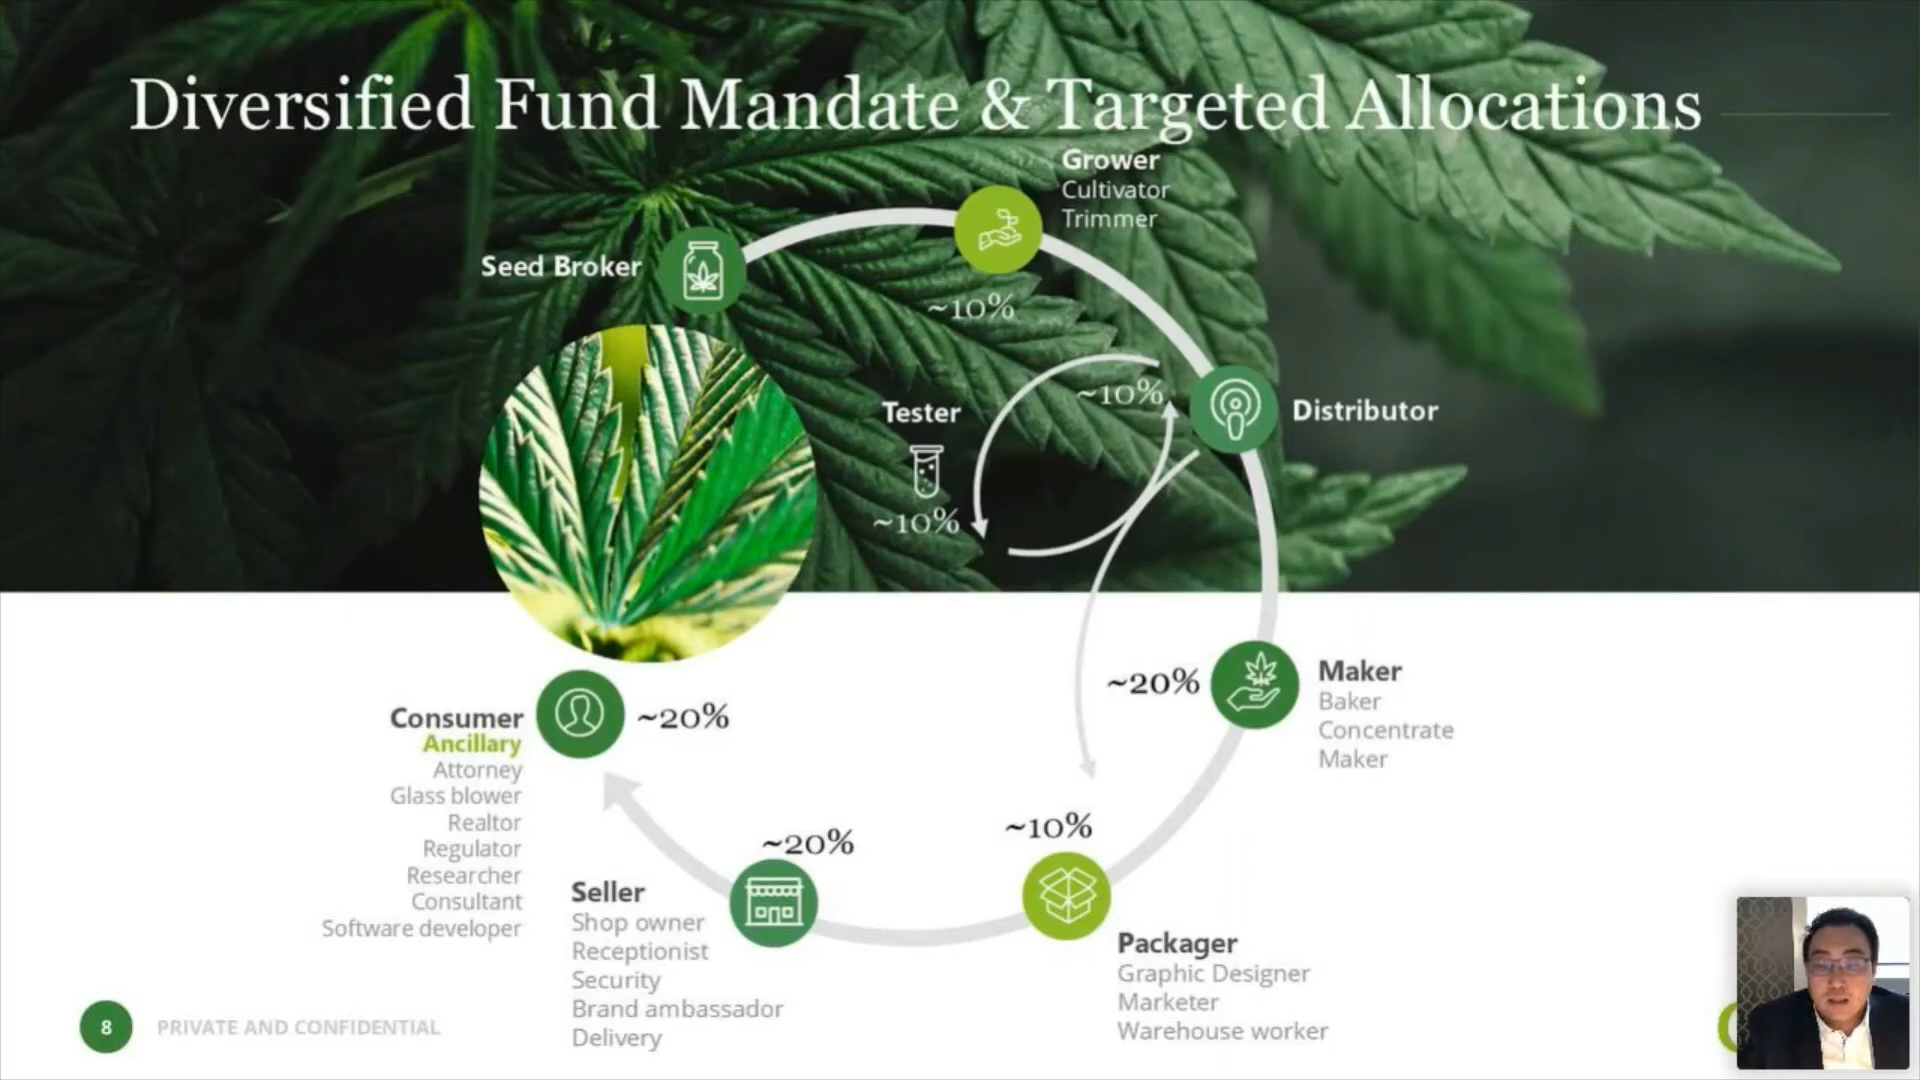 Diversified Fund Mandate & Targeted Allocations
Grower
Cultivator
Trimmer
Seed Broker
~10%
~10%
Tester
Distributor
~10%
Maker
Baker
Concentrate
Maker
~20%
Consumer
Ancillary
Attorney
Glass blower
Realtor
Regulator
Researcher
Consultant
Software developer
~20%
~20%
~10%
Seller
Shop owner
Receptionist
Security
Brand ambassador
Delivery
Packager
Graphic Designer
Marketer
Warehouse worker
8
PRIVATE AND CONFIDENTIAL